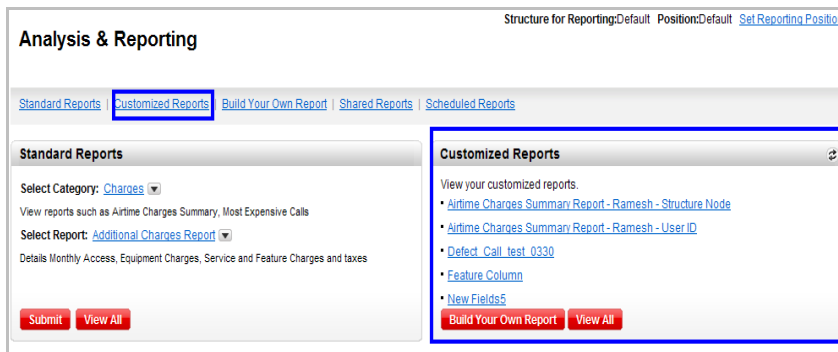 Structure for Reporting:Default Position:Default Set Reporting Position
Analysis & Reporting
Standard Reports | Customized Reports | Build Your Own Report | Shared Reports | Scheduled Reports
Standard Reports
Select Category: Charges
View reports such as Airtime Charges Summary, Most Expensive Calls
Select Report: Additional Charges Report
Details Monthly Access, Equipment Charges, Service and Feature Charges and taxes
Submit View All
Customized Reports
View your customized reports.
▪ Airtime Charges Summary Report - Ramesh - Structure Node
▪ Airtime Charges Summary Report - Ramesh - User ID
▪ Defect_Call_test_0330
▪ Feature Column
▪ New Fields5
Build Your Own Report View All